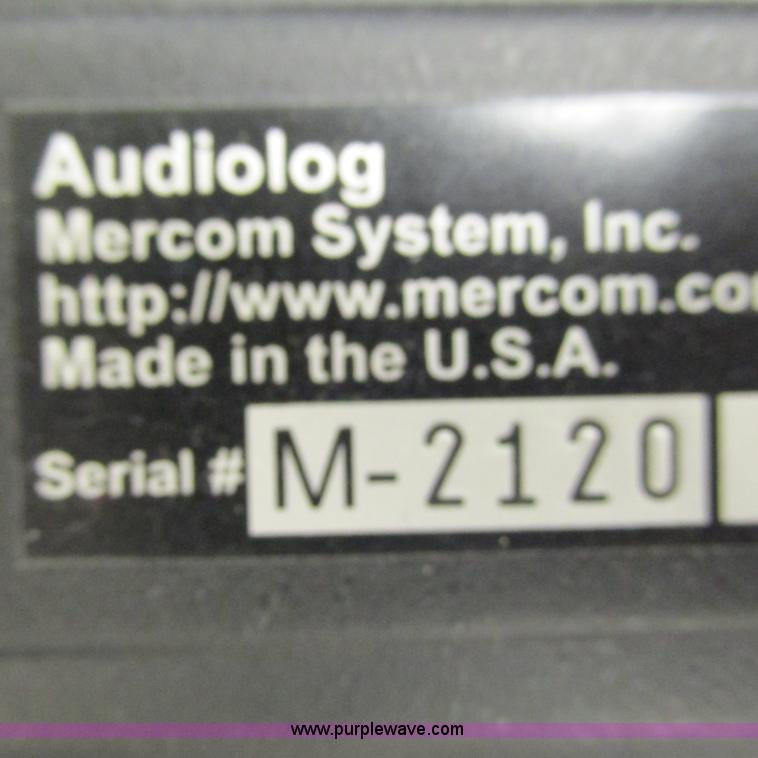 Audiolog
Mercom System, Inc.
http://www.mercom.co
Made in the U.S.A.
Serial # M-2120
www.purplewave.com